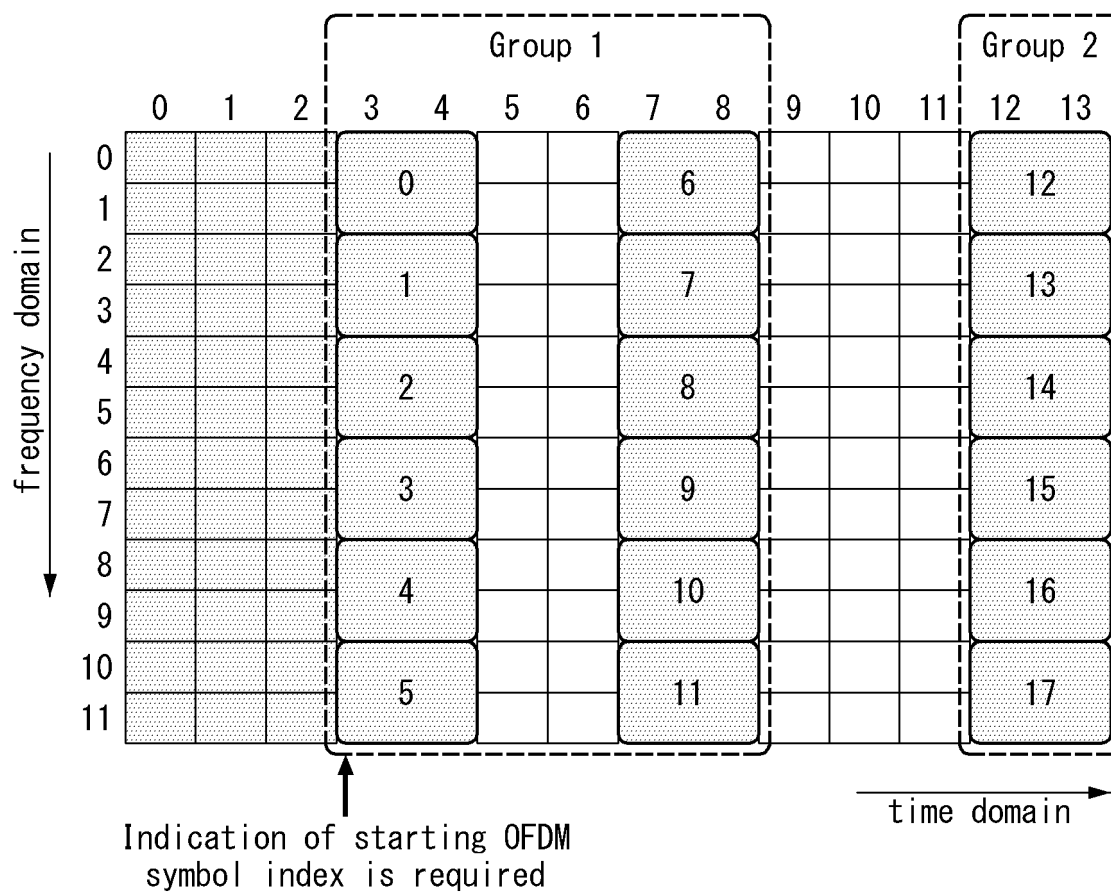 Group 1 Group 2
0 1 2 3 4 5 6 7 8 9 10 11 12 13
0
1
2
3
4
5
6
7
8
9
10
11
frequency domain
0 6 12
1 7 13
2 8 14
3 9 15
4 10 16
5 11 17
time domain
Indication of starting OFDM
symbol index is required